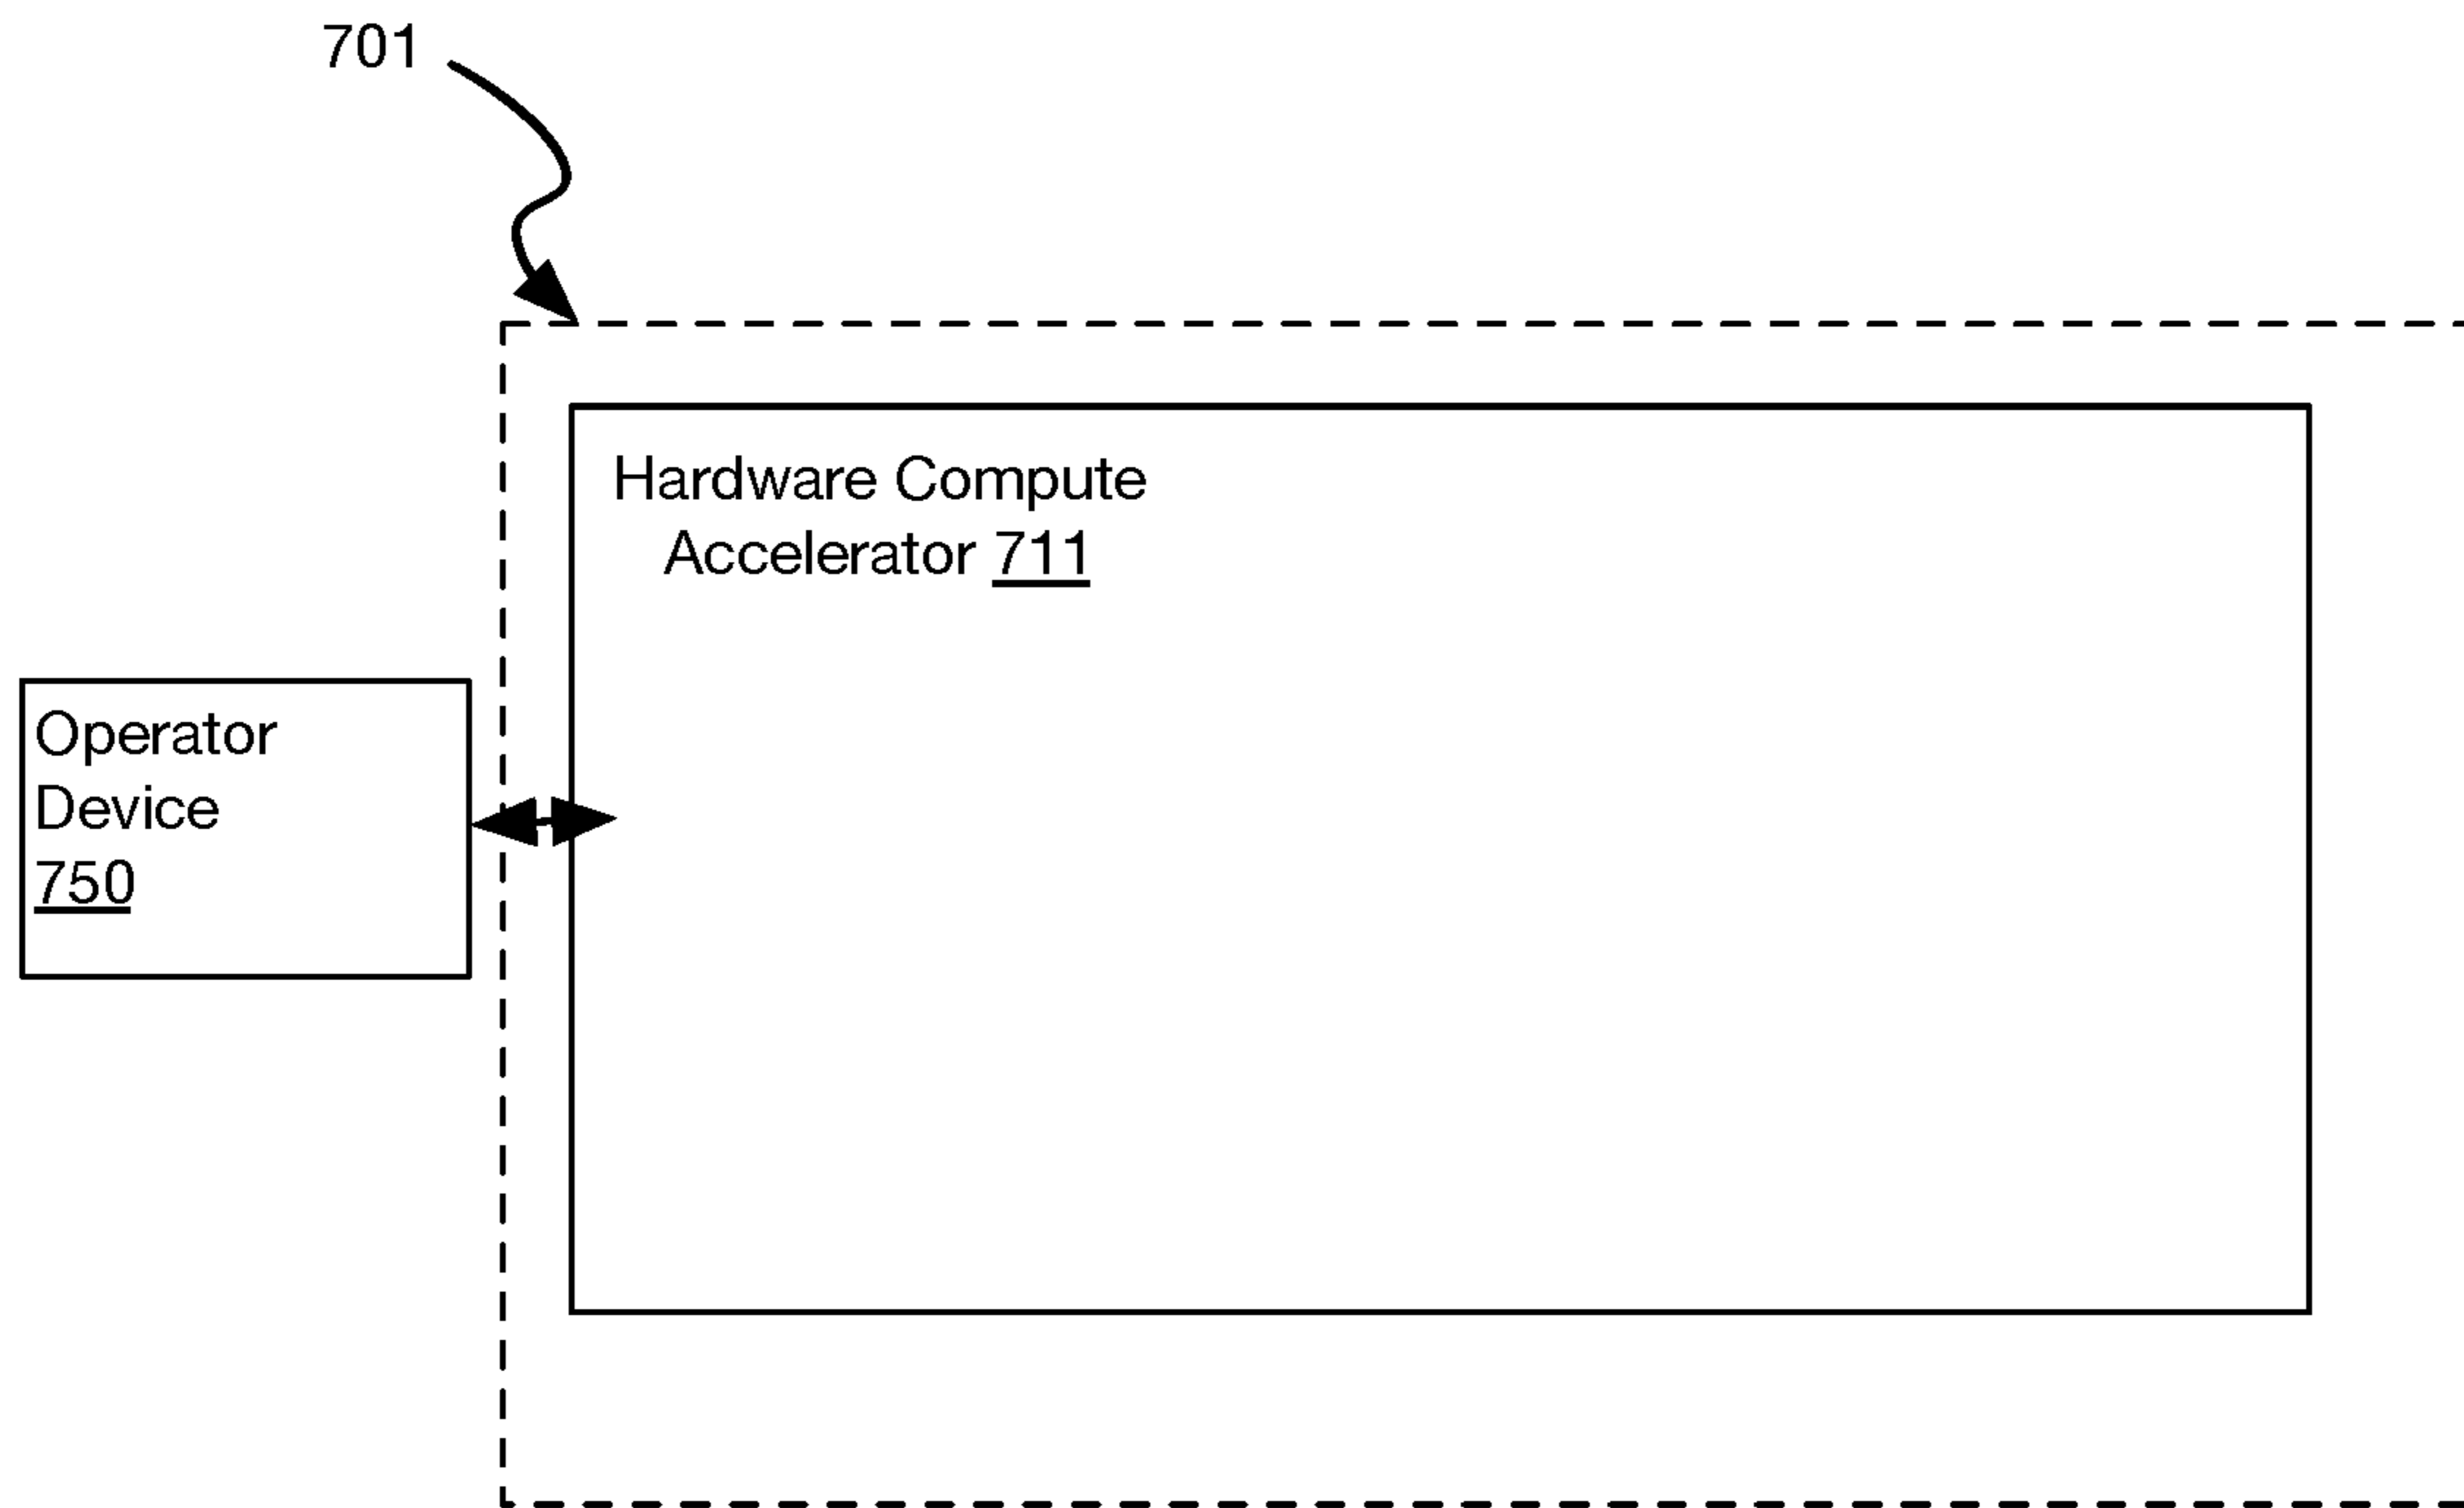 701
Hardware Compute
Accelerator 711
Operator
Device
750